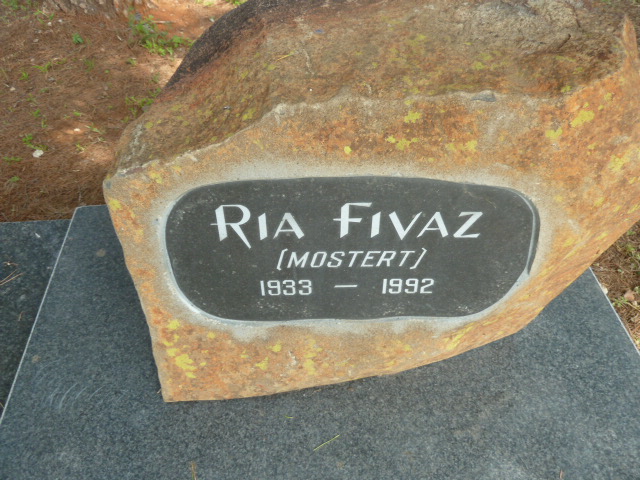 Ria Fivaz
(MOSTERT)
1933 — 1992